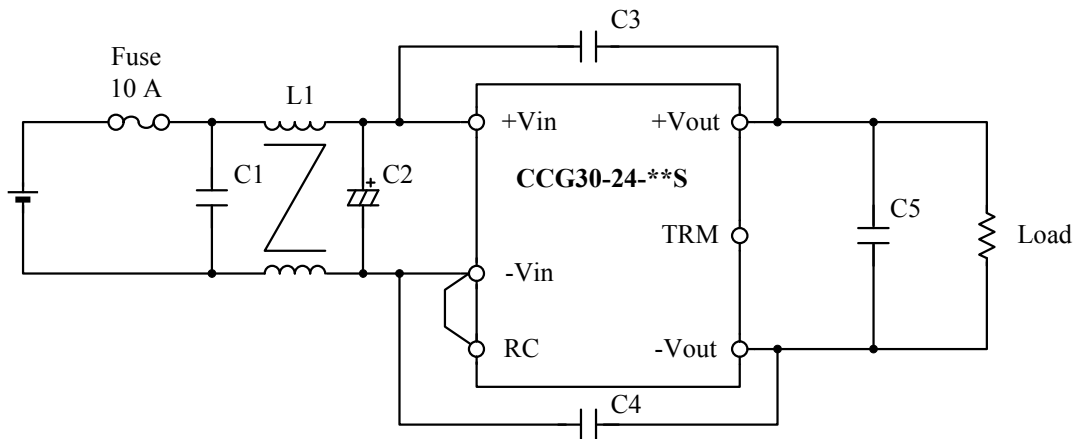 C3
Fuse
10 A
L1
+Vin
+Vout
C1
C2
+
CCG30-24-**S
C5
TRM
Load
-Vin
RC
-Vout
C4